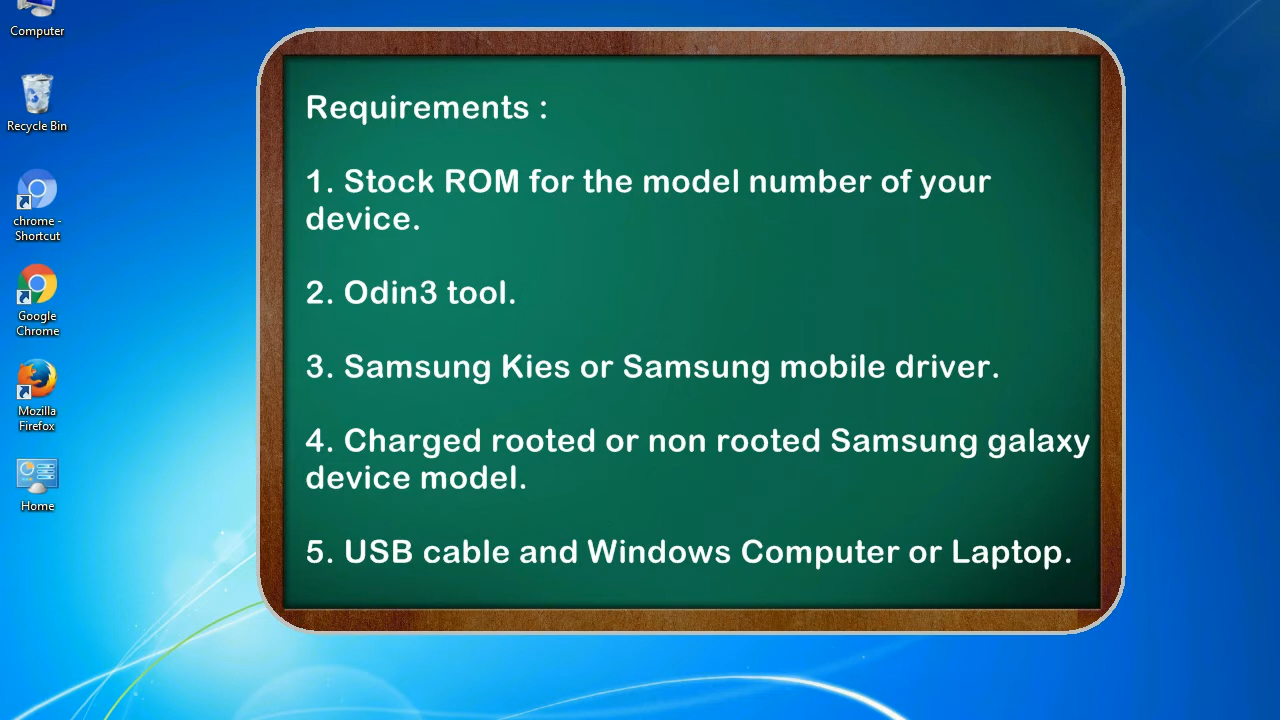 Computer
Recycle Bin
chrome -
Shortcut
Google
Chrome
Mozilla
Firefox
Home
Requirements :
1. Stock ROM for the model number of your
device.
2. Odin3 tool.
3. Samsung Kies or Samsung mobile driver.
4. Charged rooted or non rooted Samsung galaxy
device model.
5. USB cable and Windows Computer or Laptop.